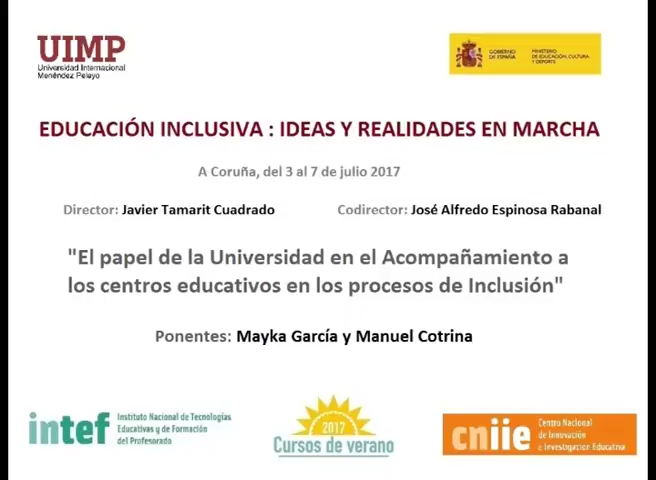 UIMP
Universidad Internacional
Menéndez Pelayo
GOBIERNO
DE ESPAÑA
MINISTERIO
DE EDUCACIÓN, CULTURA
Y DEPORTE
EDUCACIÓN INCLUSIVA : IDEAS Y REALIDADES EN MARCHA
A Coruña, del 3 al 7 de julio 2017
Director: Javier Tamarit Cuadrado
Codirector: José Alfredo Espinosa Rabanal
"El papel de la Universidad en el Acompañamiento a
los centros educativos en los procesos de Inclusión"
Ponentes: Mayka García y Manuel Cotrina
intef
Instituto Nacional de Tecnologías
Educativas y de Formación
del Profesorado
2017
Cursos de verano
cniie
Centro Nacional
de Innovación
e Investigación Educativa